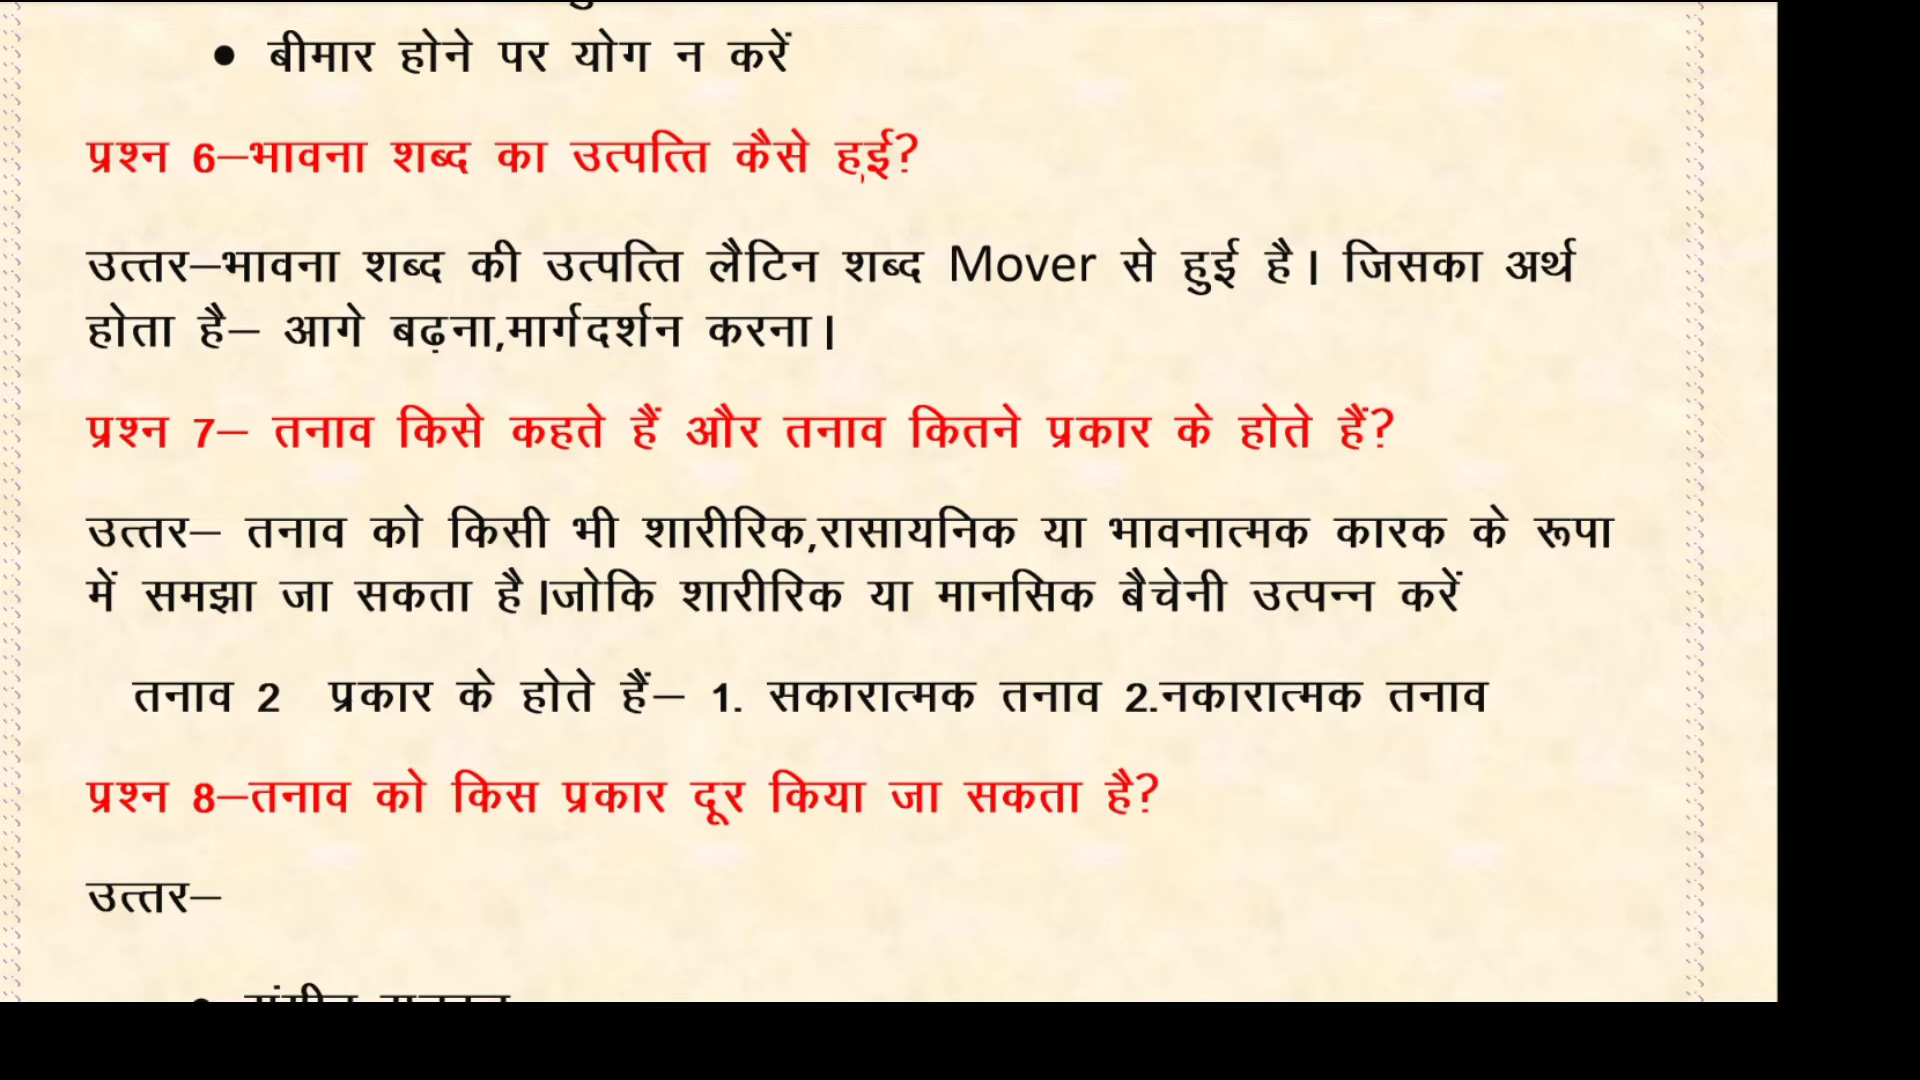 • बीमार होने पर योग न करें
प्रश्न 6–भावना शब्द का उत्पत्ति कैसे हुई?
उत्तर–भावना शब्द की उत्पत्ति लैटिन शब्द Mover से हुई है। जिसका अर्थ
होता है– आगे बढ़ना,मार्गदर्शन करना।
प्रश्न 7– तनाव किसे कहते हैं और तनाव कितने प्रकार के होते हैं?
उत्तर– तनाव को किसी भी शारीरिक,रासायनिक या भावनात्मक कारक के रूपा
में समझा जा सकता है।जोकि शारीरिक या मानसिक बैचेनी उत्पन्न करें
तनाव 2 प्रकार के होते हैं– 1. सकारात्मक तनाव 2.नकारात्मक तनाव
प्रश्न 8–तनाव को किस प्रकार दूर किया जा सकता है?
उत्तर–